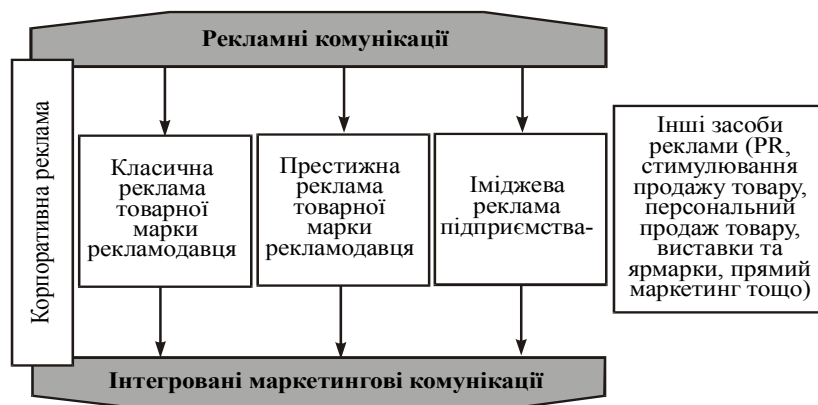 Рекламні комунікації
Корпоративна реклама
Класична
реклама
товарної
марки
рекламодавця
Престижна
реклама
товарної
марки
рекламодавця
Іміджева
реклама
підприємства-
Інші засоби
реклами (PR,
стимулювання
продажу товару,
персональний
продаж товару,
виставки та
ярмарки, прямий
маркетинг тощо)
Інтегровані маркетингові комунікації